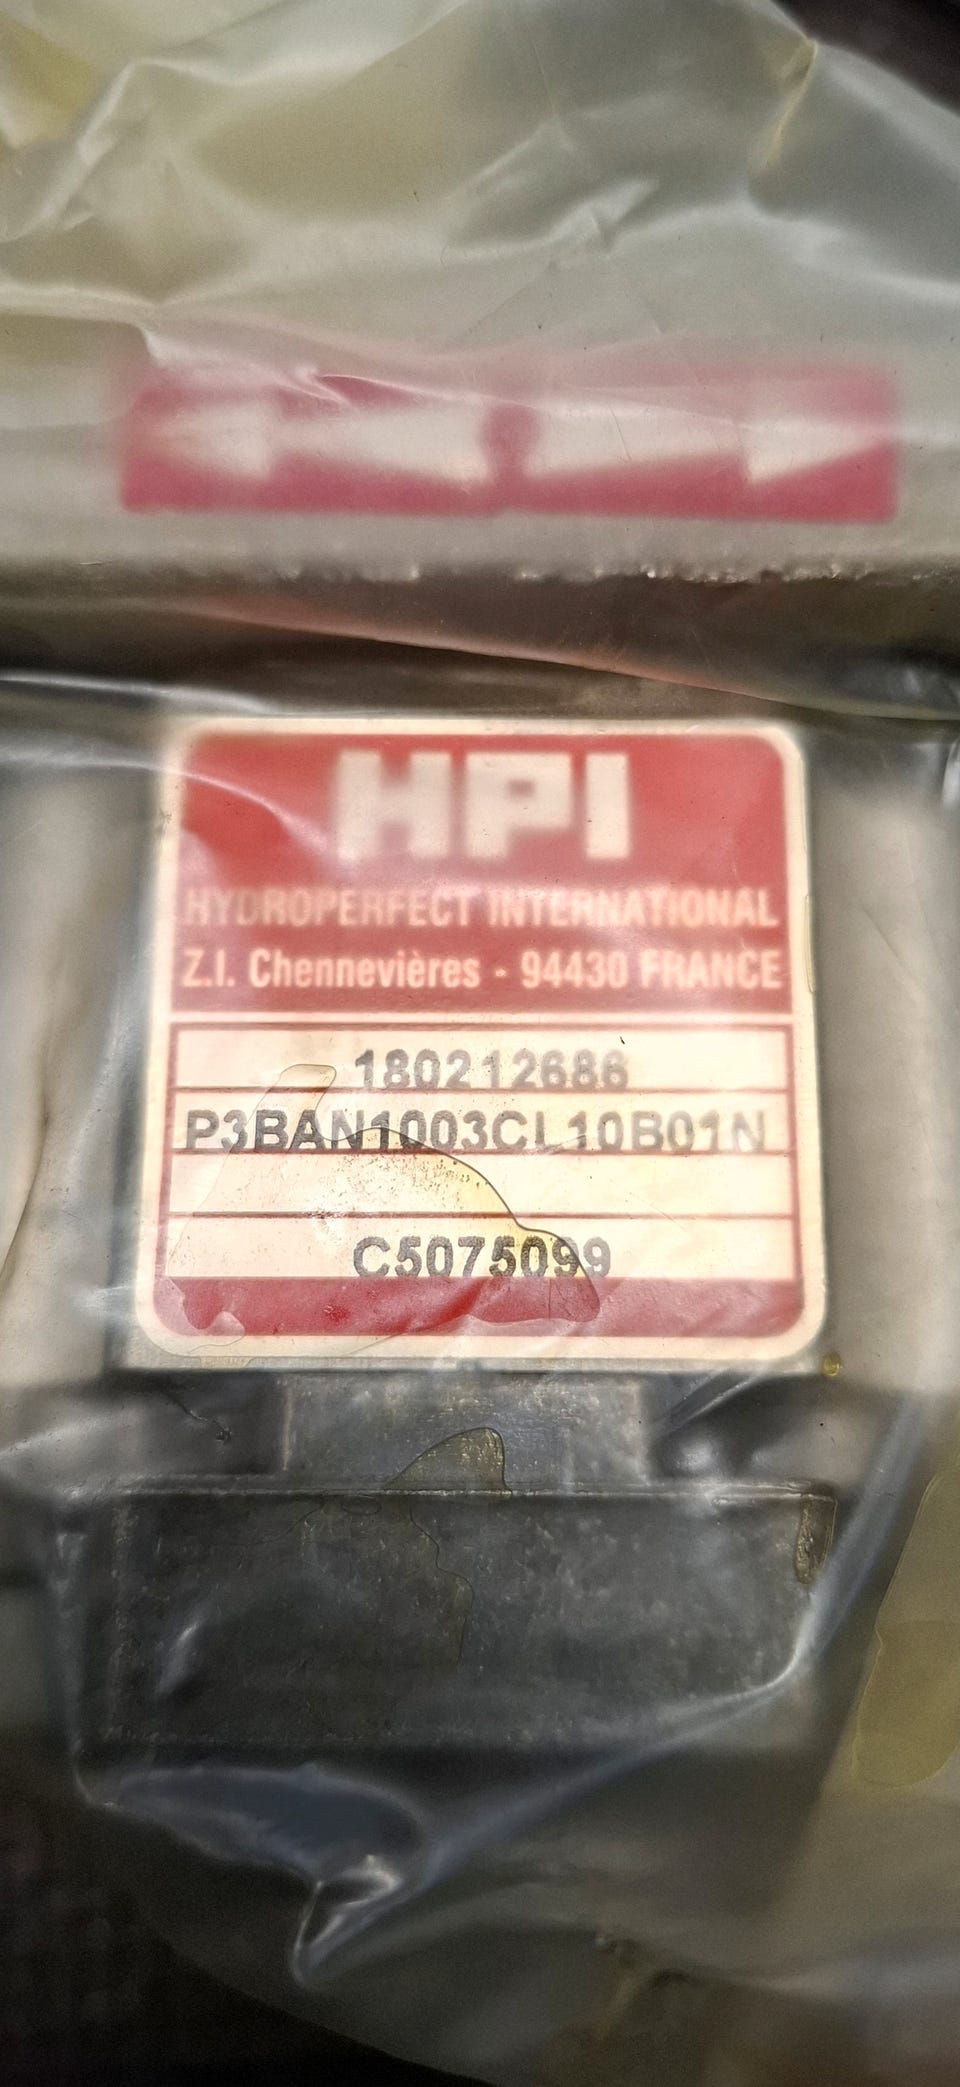 HPI
HYDROPERFECT INTERNATIONAL
Z.I. Chennevières - 94430 FRANCE
180212686
P3BAN1003CL10B01N
C5075099